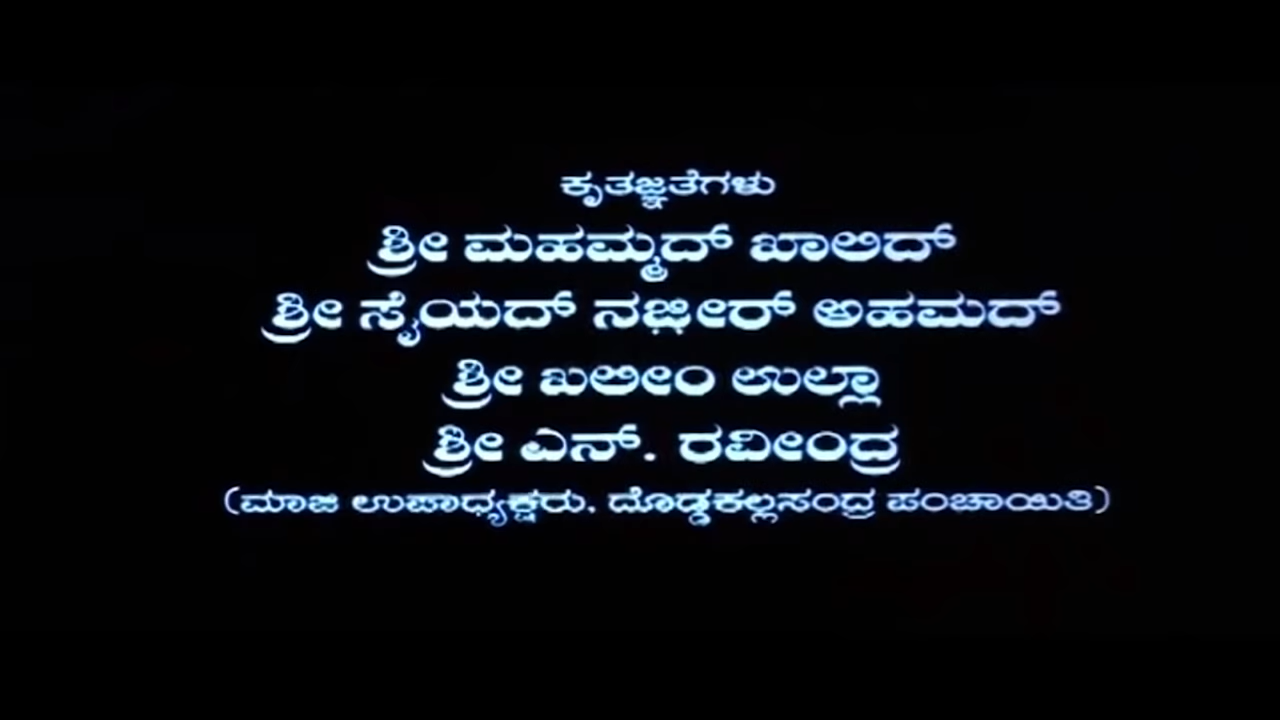 ಕೃತಜ್ಞತೆಗಳು
ಶ್ರೀ ಮಹಮ್ಮದ್ ಖಾಲಿದ್
ಶ್ರೀ ಸೈಯದ್ ನಜೀರ್ ಅಹಮದ್
ಶ್ರೀ ಖಲೀಂ ಉಲ್ಲಾ
ಶ್ರೀ ಎನ್. ರವೀಂದ್ರ
(ಮಾಜಿ ಉಪಾಧ್ಯಕ್ಷರು. ದೊಡ್ಡಕಲ್ಲಸಂದ್ರ ಪಂಚಾಯಿತಿ)